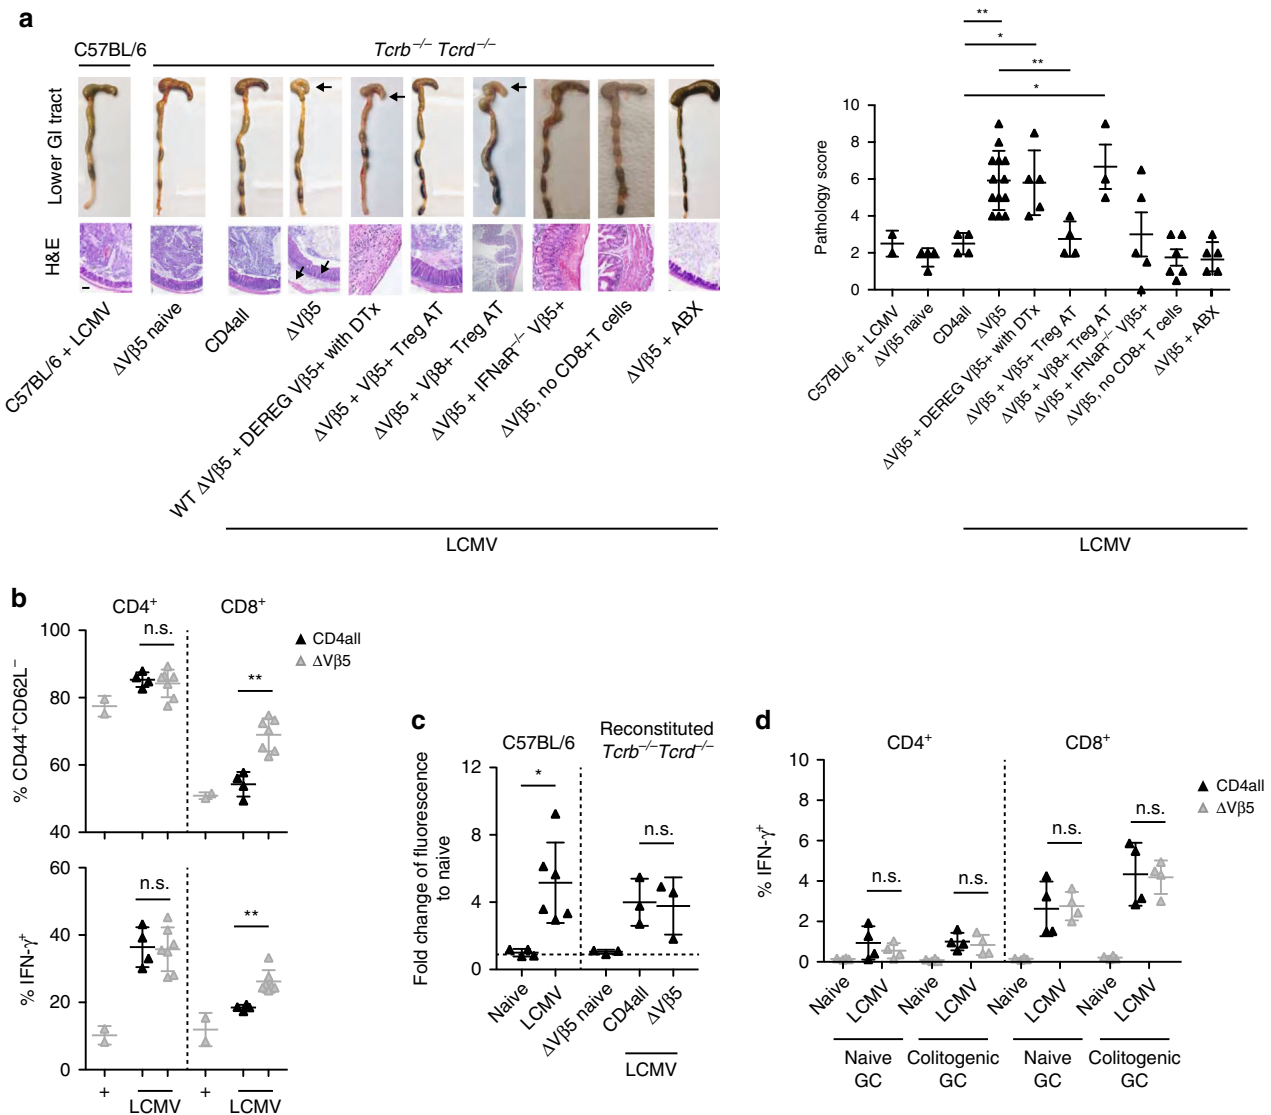 a
C57BL/6
Tcrb–/– Tcrd–/–
Lower GI tract
H&E
C57BL/6 + LCMV
ΔVβ5 naive
CD4all
ΔVβ5
WT ΔVβ5 + DEREG Vβ5+ with DTx
ΔVβ5 + Vβ5+ Treg AT
ΔVβ5 + Vβ8+ Treg AT
ΔVβ5 + IFNaR–/– Vβ5+
ΔVβ5, no CD8+T cells
ΔVβ5 + ABX
LCMV
**
*
**
*
Pathology score
10
8
6
4
2
0
C57BL/6 + LCMV
ΔVβ5 naive
CD4all
ΔVβ5
ΔVβ5 + DEREG Vβ5+ with DTx
ΔVβ5 + Vβ5+ Treg AT
ΔVβ5 + Vβ8+ Treg AT
ΔVβ5 + IFNaR–/– Vβ5+
ΔVβ5, no CD8+ T cells
ΔVβ5 + ABX
LCMV
b
CD4+
CD8+
CD4all
ΔVβ5
% CD44+CD62L–
100
80
60
40
n.s.
**
% IFN-γ+
60
40
20
0
n.s.
**
+
LCMV
+
LCMV
c
C57BL/6
Reconstituted
Tcrb–/–Tcrd–/–
Fold change of fluorescence
to naive
12
8
4
0
*
n.s.
Naive
LCMV
ΔVβ5 naive
CD4all
ΔVβ5
LCMV
d
CD4+
CD8+
CD4all
ΔVβ5
% IFN-γ+
10
8
6
4
2
0
n.s.
n.s.
n.s.
n.s.
Naive
LCMV
Naive
LCMV
Naive
LCMV
Naive
LCMV
Naive
GC
Colitogenic
GC
Naive
GC
Colitogenic
GC